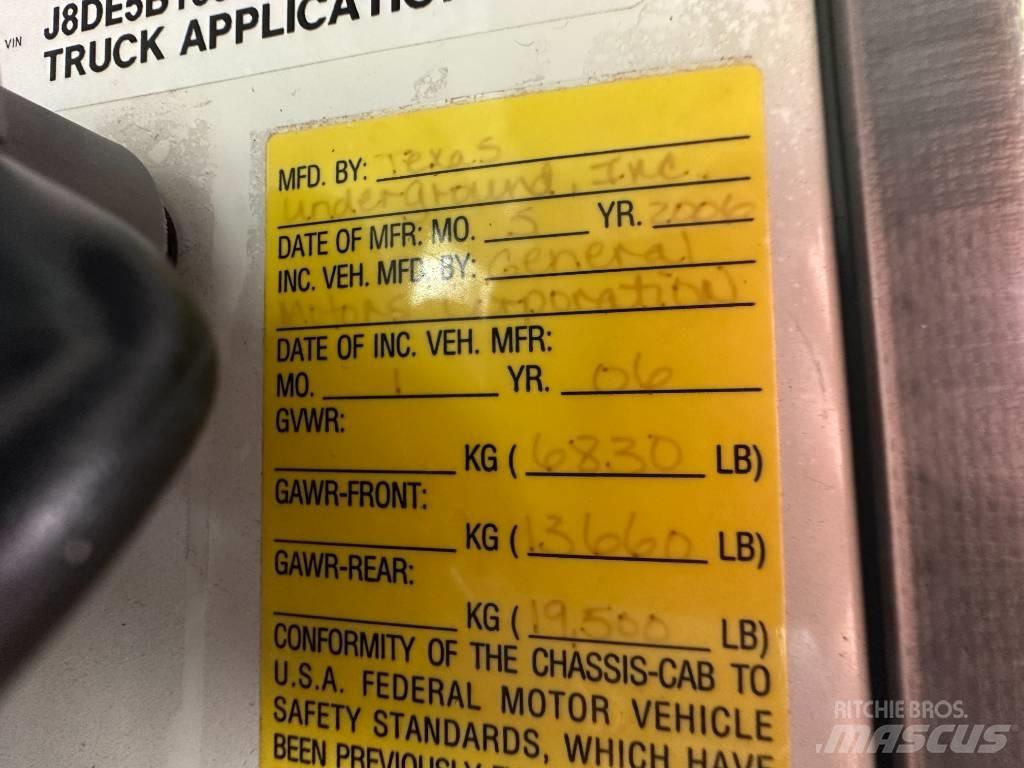 VIN J8DE5B
TRUCK APPLICATION
MFD. BY: Texas
Underground, Inc.
DATE OF MFR: MO. 5 YR. 2006
INC. VEH. MFD. BY: General
Motors Corporation
DATE OF INC. VEH. MFR:
MO. 1 YR. 06
GVWR:
KG ( 6830 LB)
GAWR-FRONT:
KG ( 13660 LB)
GAWR-REAR:
KG ( 19,500 LB)
CONFORMITY OF THE CHASSIS-CAB TO
U.S.A. FEDERAL MOTOR VEHICLE
SAFETY STANDARDS, WHICH HAVE
BEEN PREVIOUSLY
RITCHIE BROS.
MASCUS